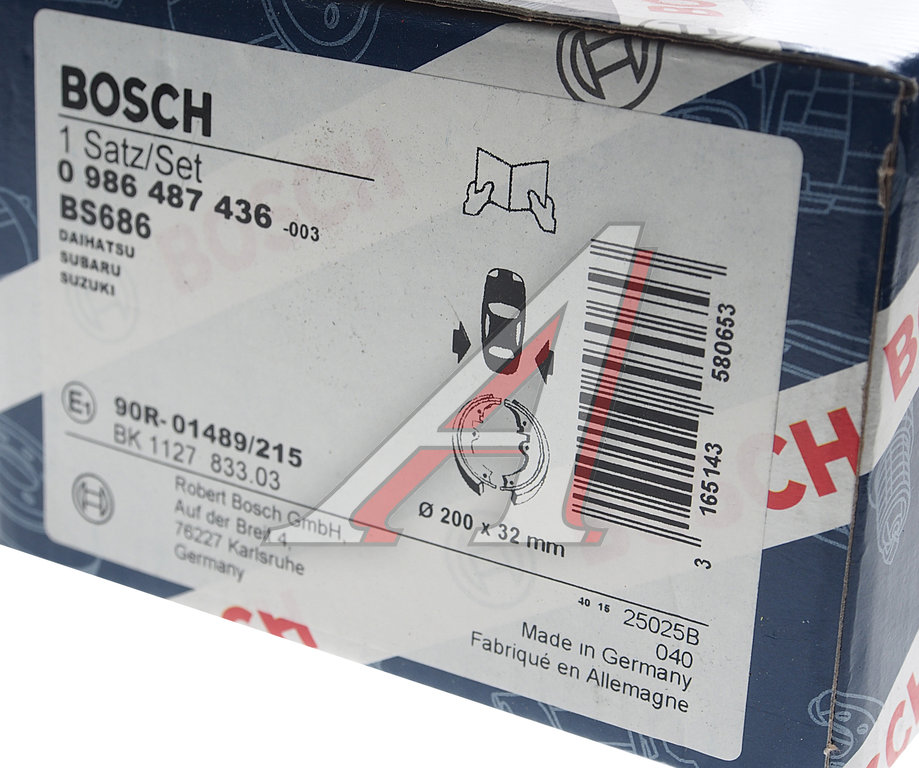 BOSCH
1 Satz/Set
0 986 487 436 -003
BS686
DAIHATSU
SUBARU
SUZUKI
E1 90R-01489/215
BK 1127 833.03
Robert Bosch GmbH,
Auf der Breit 4,
76227 Karlsruhe
Germany
Ø 200 x 32 mm
3 165143 580653
40 16 25025B
040
Made in Germany
Fabriqué en Allemagne
BOSCH